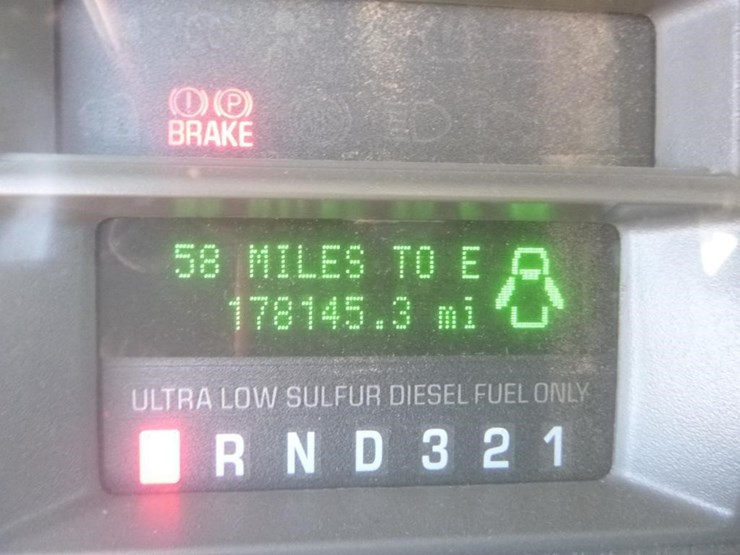 (!) (P)
BRAKE
58 MILES TO E
178145.3 mi
ULTRA LOW SULFUR DIESEL FUEL ONLY
R N D 3 2 1